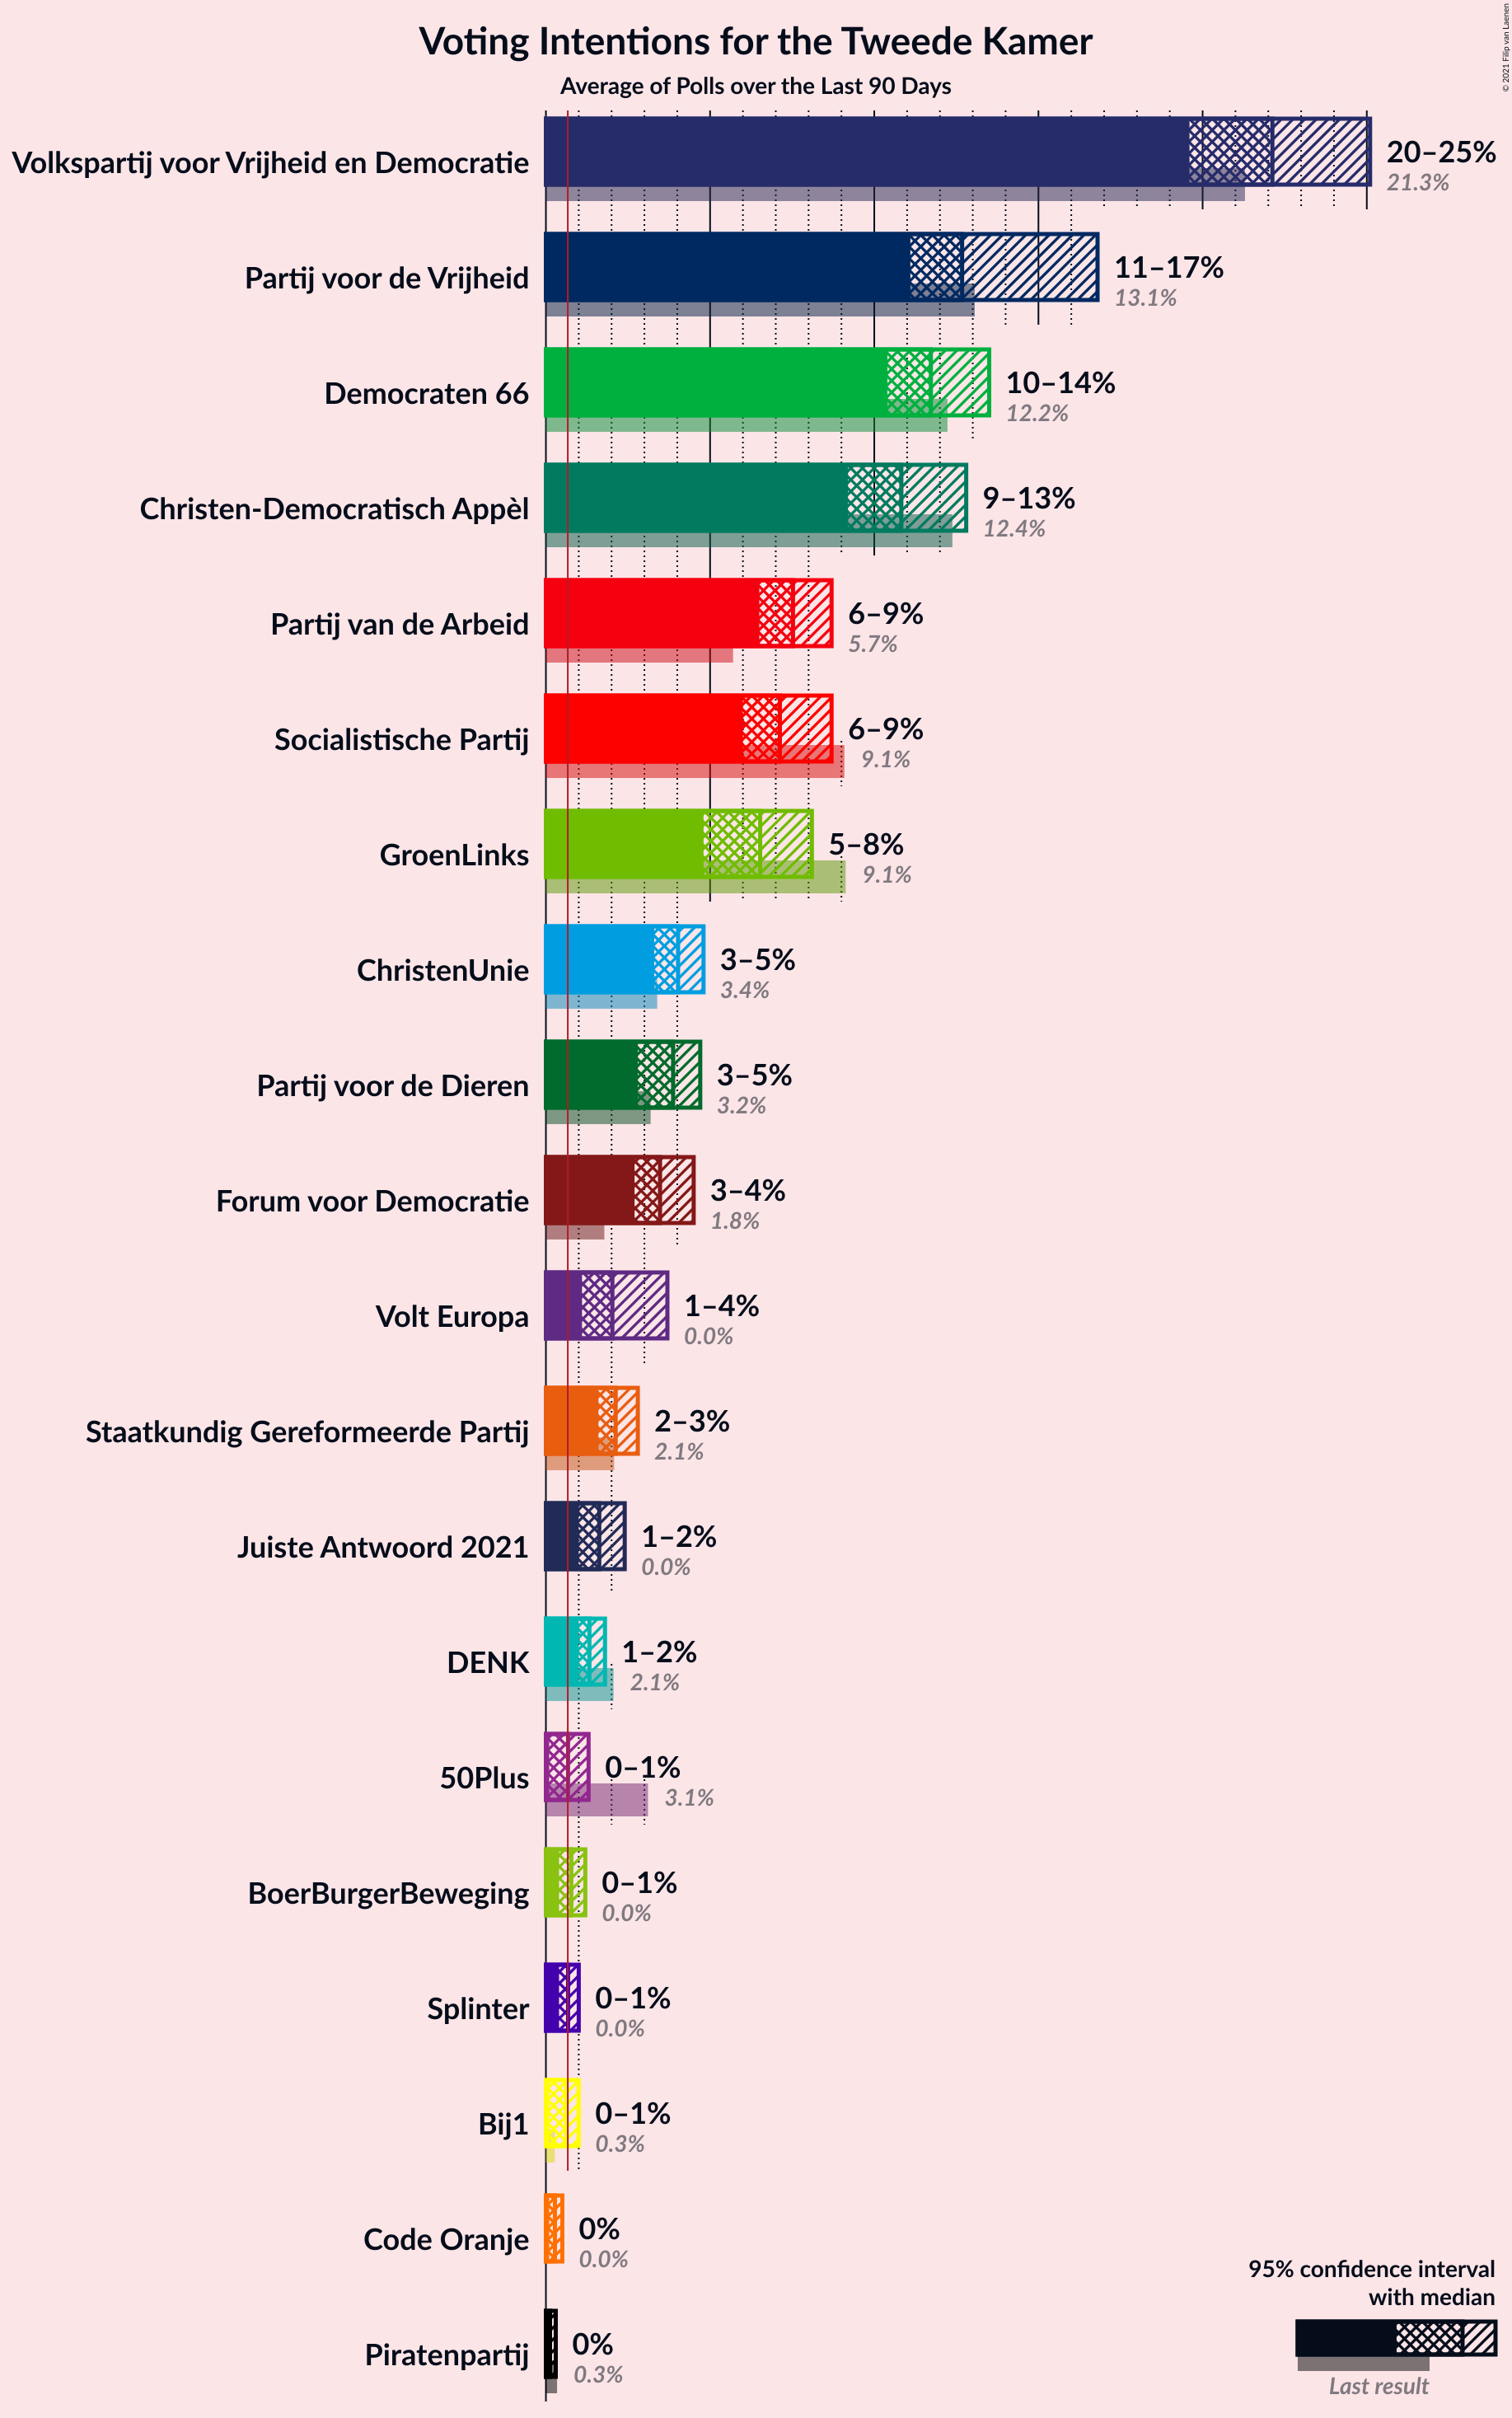 © 2021 Filip van Laenen
Voting Intentions for the Tweede Kamer
Average of Polls over the Last 90 Days
Volkspartij voor Vrijheid en Democratie
20–25%
21.3%
Partij voor de Vrijheid
11–17%
13.1%
Democraten 66
10–14%
12.2%
Christen-Democratisch Appèl
9–13%
12.4%
Partij van de Arbeid
6–9%
5.7%
Socialistische Partij
6–9%
9.1%
GroenLinks
5–8%
9.1%
ChristenUnie
3–5%
3.4%
Partij voor de Dieren
3–5%
3.2%
Forum voor Democratie
3–4%
1.8%
Volt Europa
1–4%
0.0%
Staatkundig Gereformeerde Partij
2–3%
2.1%
Juiste Antwoord 2021
1–2%
0.0%
DENK
1–2%
2.1%
50Plus
0–1%
3.1%
BoerBurgerBeweging
0–1%
0.0%
Splinter
0–1%
0.0%
Bij1
0–1%
0.3%
Code Oranje
0%
0.0%
Piratenpartij
0%
0.3%
95% confidence interval
with median
Last result